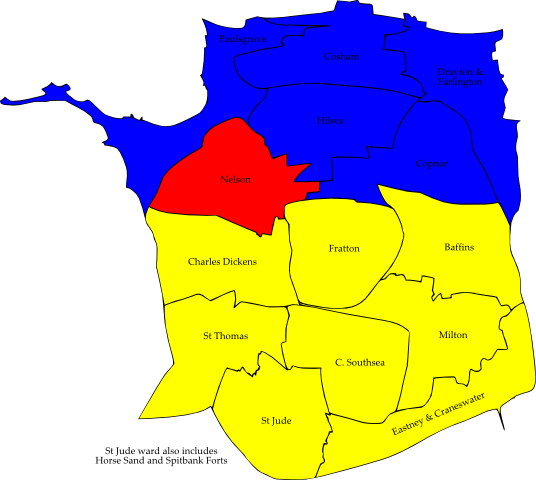 Paulsgrove
Cosham
Drayton &
Farlington
Hilsea
Copnor
Nelson
Charles Dickens
Fratton
Baffins
St Thomas
C. Southsea
Milton
St Jude
Eastney & Craneswater
St Jude ward also includes
Horse Sand and Spitbank Forts